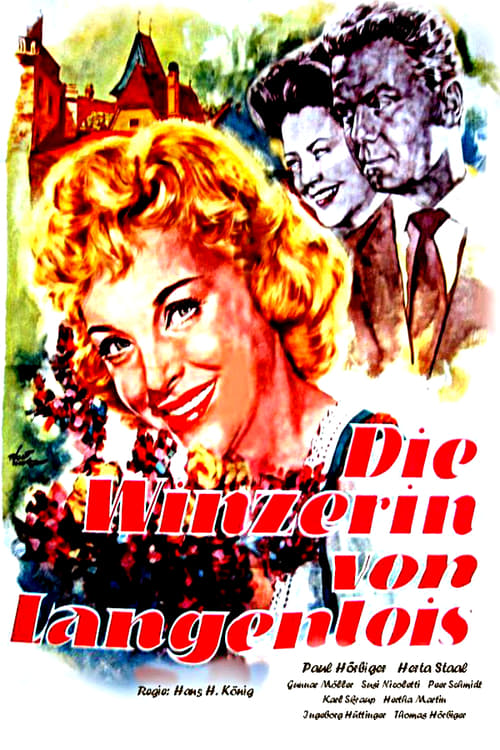 Die
Winzerin
von
Langenlois
Paul Hörbiger Herta Staal
Gunnar Möller Susi Nicoletti Peer Schmidt
Regie: Hans H. König
Karl Skraup Hertha Martin
Ingeborg Hüttinger Thomas Hörbiger